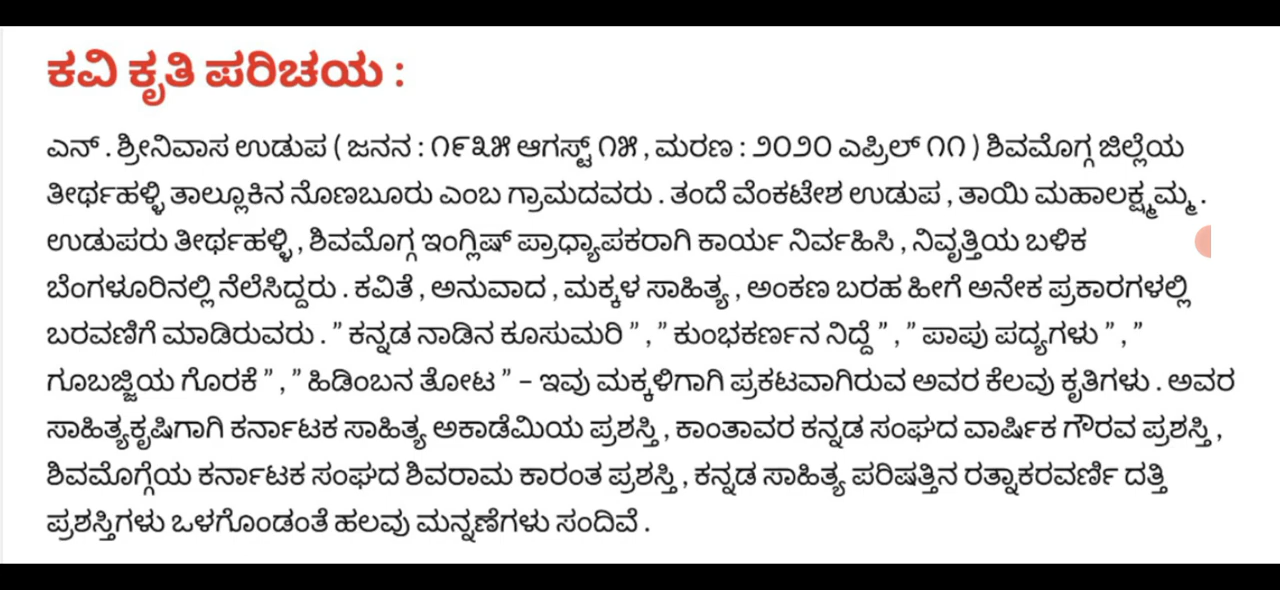 ಕವಿ ಕೃತಿ ಪರಿಚಯ :
ಎನ್ . ಶ್ರೀನಿವಾಸ ಉಡುಪ ( ಜನನ : ೧೯೩೫ ಆಗಸ್ಟ್ ೧೫ , ಮರಣ : ೨೦೨೦ ಎಪ್ರಿಲ್ ೧೧ ) ಶಿವಮೊಗ್ಗ ಜಿಲ್ಲೆಯ
ತೀರ್ಥಹಳ್ಳಿ ತಾಲ್ಲೂಕಿನ ನೊಣಬೂರು ಎಂಬ ಗ್ರಾಮದವರು . ತಂದೆ ವೆಂಕಟೇಶ ಉಡುಪ , ತಾಯಿ ಮಹಾಲಕ್ಷ್ಮಮ್ಮ .
ಉಡುಪರು ತೀರ್ಥಹಳ್ಳಿ , ಶಿವಮೊಗ್ಗ ಇಂಗ್ಲಿಷ್ ಪ್ರಾಧ್ಯಾಪಕರಾಗಿ ಕಾರ್ಯ ನಿರ್ವಹಿಸಿ , ನಿವೃತ್ತಿಯ ಬಳಿಕ
ಬೆಂಗಳೂರಿನಲ್ಲಿ ನೆಲೆಸಿದ್ದರು . ಕವಿತೆ , ಅನುವಾದ , ಮಕ್ಕಳ ಸಾಹಿತ್ಯ , ಅಂಕಣ ಬರಹ ಹೀಗೆ ಅನೇಕ ಪ್ರಕಾರಗಳಲ್ಲಿ
ಬರವಣಿಗೆ ಮಾಡಿರುವರು . ” ಕನ್ನಡ ನಾಡಿನ ಕೂಸುಮರಿ ” , ” ಕುಂಭಕರ್ಣನ ನಿದ್ದೆ ” , ” ಪಾಪು ಪದ್ಯಗಳು ” , ”
ಗೂಬಜ್ಜಿಯ ಗೊರಕೆ ” , ” ಹಿಡಿಂಬನ ತೋಟ ” – ಇವು ಮಕ್ಕಳಿಗಾಗಿ ಪ್ರಕಟವಾಗಿರುವ ಅವರ ಕೆಲವು ಕೃತಿಗಳು . ಅವರ
ಸಾಹಿತ್ಯಕೃಷಿಗಾಗಿ ಕರ್ನಾಟಕ ಸಾಹಿತ್ಯ ಅಕಾಡೆಮಿಯ ಪ್ರಶಸ್ತಿ , ಕಾಂತಾವರ ಕನ್ನಡ ಸಂಘದ ವಾರ್ಷಿಕ ಗೌರವ ಪ್ರಶಸ್ತಿ ,
ಶಿವಮೊಗ್ಗೆಯ ಕರ್ನಾಟಕ ಸಂಘದ ಶಿವರಾಮ ಕಾರಂತ ಪ್ರಶಸ್ತಿ , ಕನ್ನಡ ಸಾಹಿತ್ಯ ಪರಿಷತ್ತಿನ ರತ್ನಾಕರವರ್ಣಿ ದತ್ತಿ
ಪ್ರಶಸ್ತಿಗಳು ಒಳಗೊಂಡಂತೆ ಹಲವು ಮನ್ನಣೆಗಳು ಸಂದಿವೆ .